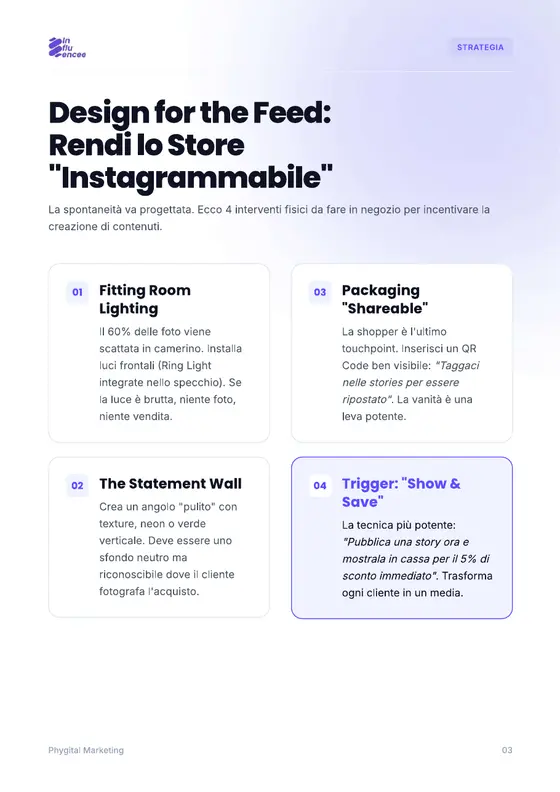 in
flu
encee
STRATEGIA
Design for the Feed:
Rendi lo Store
"Instagrammabile"
La spontaneità va progettata. Ecco 4 interventi fisici da fare in negozio per incentivare la
creazione di contenuti.
01
Fitting Room
Lighting
Il 60% delle foto viene
scattata in camerino. Installa
luci frontali (Ring Light
integrate nello specchio). Se
la luce è brutta, niente foto,
niente vendita.
02
The Statement Wall
Crea un angolo "pulito" con
texture, neon o verde
verticale. Deve essere uno
sfondo neutro ma
riconoscibile dove il cliente
fotografa l'acquisto.
03
Packaging
"Shareable"
La shopper è l'ultimo
touchpoint. Inserisci un QR
Code ben visibile: "Taggaci
nelle stories per essere
ripostato". La vanità è una
leva potente.
04
Trigger: "Show &
Save"
La tecnica più potente:
"Pubblica una story ora e
mostrala in cassa per il 5% di
sconto immediato". Trasforma
ogni cliente in un media.
Phygital Marketing
03